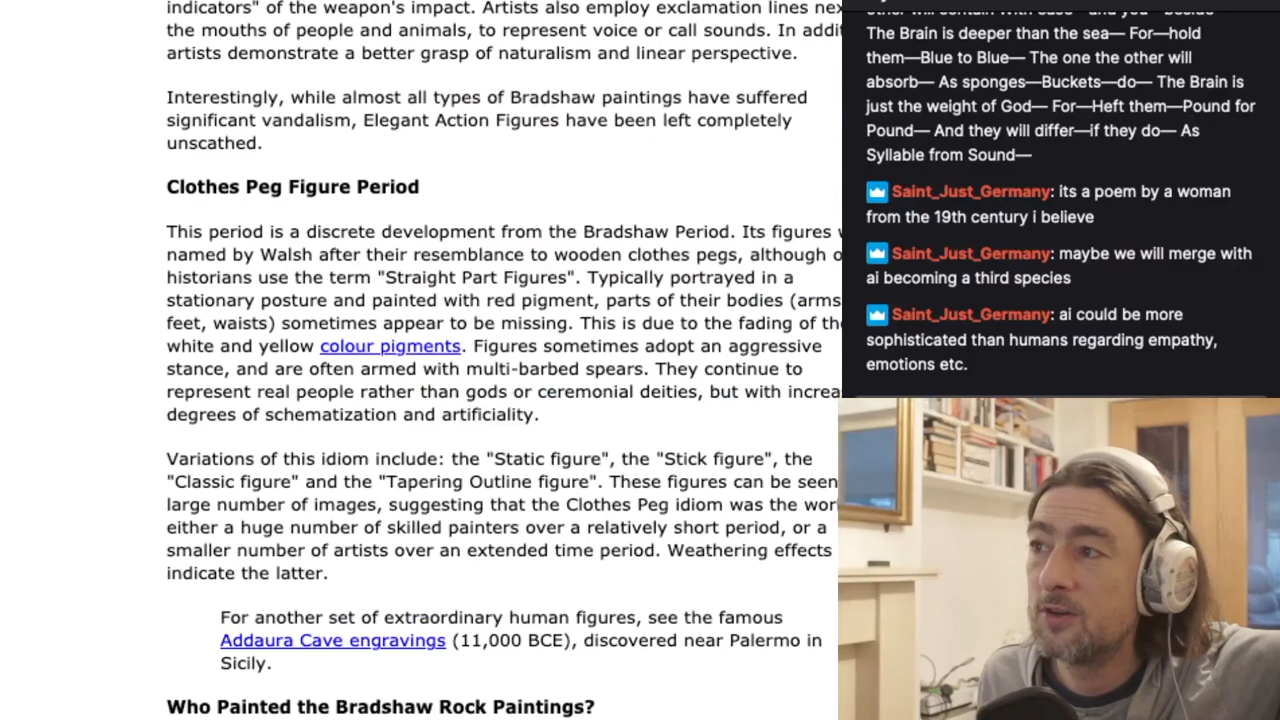 indicators" of the weapon's impact. Artists also employ exclamation lines
the mouths of people and animals, to represent voice or call sounds. In
artists demonstrate a better grasp of naturalism and linear perspective.
Interestingly, while almost all types of Bradshaw paintings have suffered
significant vandalism, Elegant Action Figures have been left completely
unscathed.
Clothes Peg Figure Period
This period is a discrete development from the Bradshaw Period. Its figures
named by Walsh after their resemblance to wooden clothes pegs, although
historians use the term "Straight Part Figures". Typically portrayed in a
stationary posture and painted with red pigment, parts of their bodies (arms
feet, waists) sometimes appear to be missing. This is due to the fading of
white and yellow colour pigments. Figures sometimes adopt an aggressive
stance, and are often armed with multi-barbed spears. They continue to
represent real people rather than gods or ceremonial deities, but with
degrees of schematization and artificiality.
Variations of this idiom include: the "Static figure", the "Stick figure", the
"Classic figure" and the "Tapering Outline figure". These figures can be seen
large number of images, suggesting that the Clothes Peg idiom was the
either a huge number of skilled painters over a relatively short period, or a
smaller number of artists over an extended time period. Weathering effects
indicate the latter.
For another set of extraordinary human figures, see the famous
Addaura Cave engravings (11,000 BCE), discovered near Palermo in
Sicily.
Who Painted the Bradshaw Rock Paintings?
other will contain With ease—and you—beside—
The Brain is deeper than the sea— For—hold
them—Blue to Blue— The one the other will
absorb— As sponges—Buckets—do— The Brain is
just the weight of God— For—Heft them—Pound for
Pound— And they will differ—if they do— As
Syllable from Sound—
Saint_Just_Germany: its a poem by a woman
from the 19th century i believe
Saint_Just_Germany: maybe we will merge with
ai becoming a third species
Saint_Just_Germany: ai could be more
sophisticated than humans regarding empathy,
emotions etc.